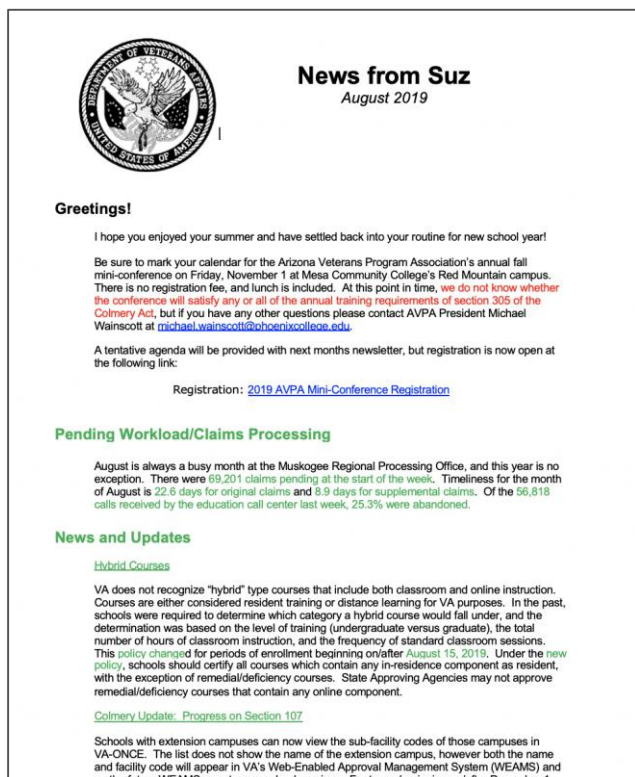 DEPARTMENT OF VETERANS AFFAIRS
UNITED STATES OF AMERICA
News from Suz
August 2019
Greetings!
I hope you enjoyed your summer and have settled back into your routine for new school year!
Be sure to mark your calendar for the Arizona Veterans Program Association's annual fall
mini-conference on Friday, November 1 at Mesa Community College's Red Mountain campus.
There is no registration fee, and lunch is included. At this point in time, we do not know whether
the conference will satisfy any or all of the annual training requirements of section 305 of the
Colmery Act, but if you have any other questions please contact AVPA President Michael
Wainscott at michael.wainscott@phoenixcollege.edu.
A tentative agenda will be provided with next months newsletter, but registration is now open at
the following link:
Registration: 2019 AVPA Mini-Conference Registration
Pending Workload/Claims Processing
August is always a busy month at the Muskogee Regional Processing Office, and this year is no
exception. There were 69,201 claims pending at the start of the week. Timeliness for the month
of August is 22.6 days for original claims and 8.9 days for supplemental claims. Of the 56,818
calls received by the education call center last week, 25.3% were abandoned.
News and Updates
Hybrid Courses
VA does not recognize "hybrid" type courses that include both classroom and online instruction.
Courses are either considered resident training or distance learning for VA purposes. In the past,
schools were required to determine which category a hybrid course would fall under, and the
determination was based on the level of training (undergraduate versus graduate), the total
number of hours of classroom instruction, and the frequency of standard classroom sessions.
This policy changed for periods of enrollment beginning on/after August 15, 2019. Under the new
policy, schools should certify all courses which contain any in-residence component as resident,
with the exception of remedial/deficiency courses. State Approving Agencies may not approve
remedial/deficiency courses that contain any online component.
Colmery Update: Progress on Section 107
Schools with extension campuses can now view the sub-facility codes of those campuses in
VA-ONCE. The list does not show the name of the extension campus, however both the name
and facility code will appear in VA's Web-Enabled Approval Management System (WEAMS) and